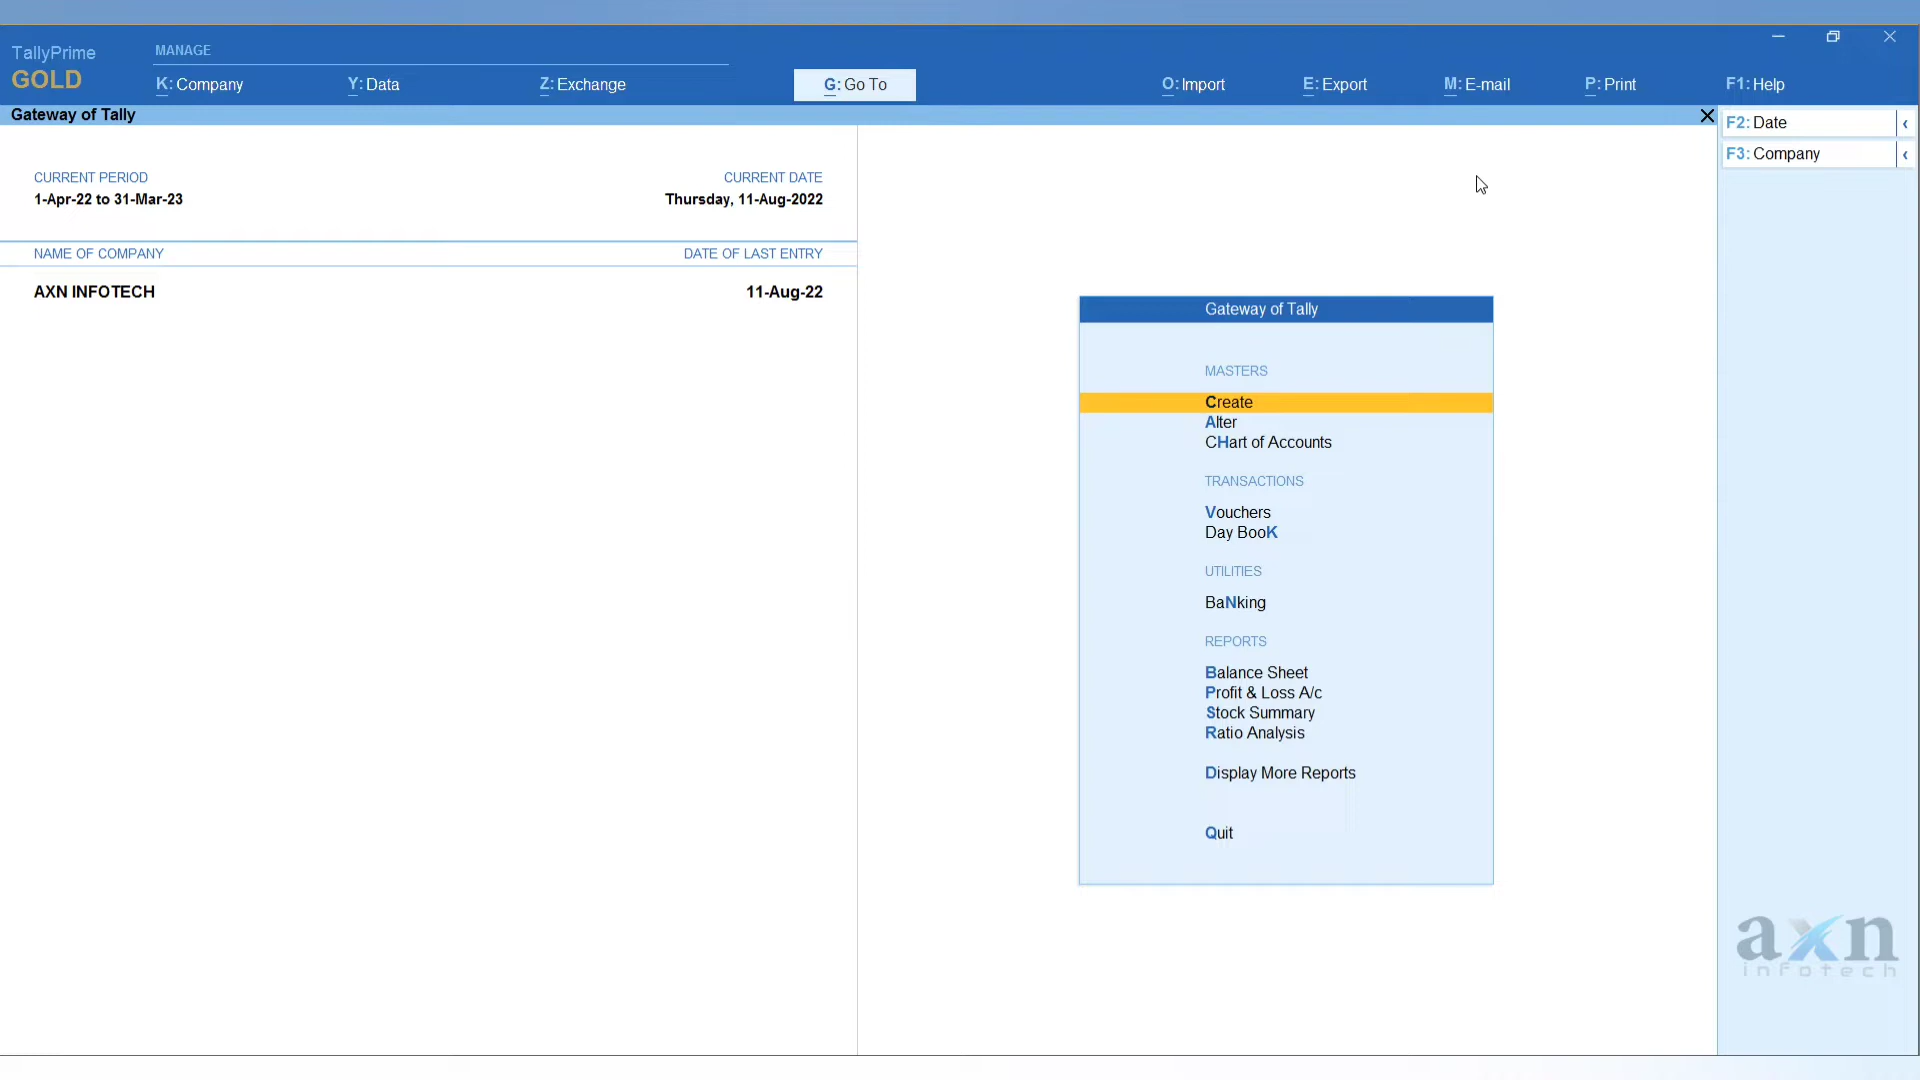 TallyPrime
GOLD
MANAGE
K: Company
Y: Data
Z: Exchange
G: Go To
O: Import
E: Export
M: E-mail
P: Print
F1: Help
Gateway of Tally
F2: Date
F3: Company
CURRENT PERIOD
CURRENT DATE
1-Apr-22 to 31-Mar-23
Thursday, 11-Aug-2022
NAME OF COMPANY
DATE OF LAST ENTRY
AXN INFOTECH
11-Aug-22
Gateway of Tally
MASTERS
Create
Alter
CHart of Accounts
TRANSACTIONS
Vouchers
Day BooK
UTILITIES
BaNking
REPORTS
Balance Sheet
Profit & Loss A/c
Stock Summary
Ratio Analysis
Display More Reports
Quit
axn
infotech